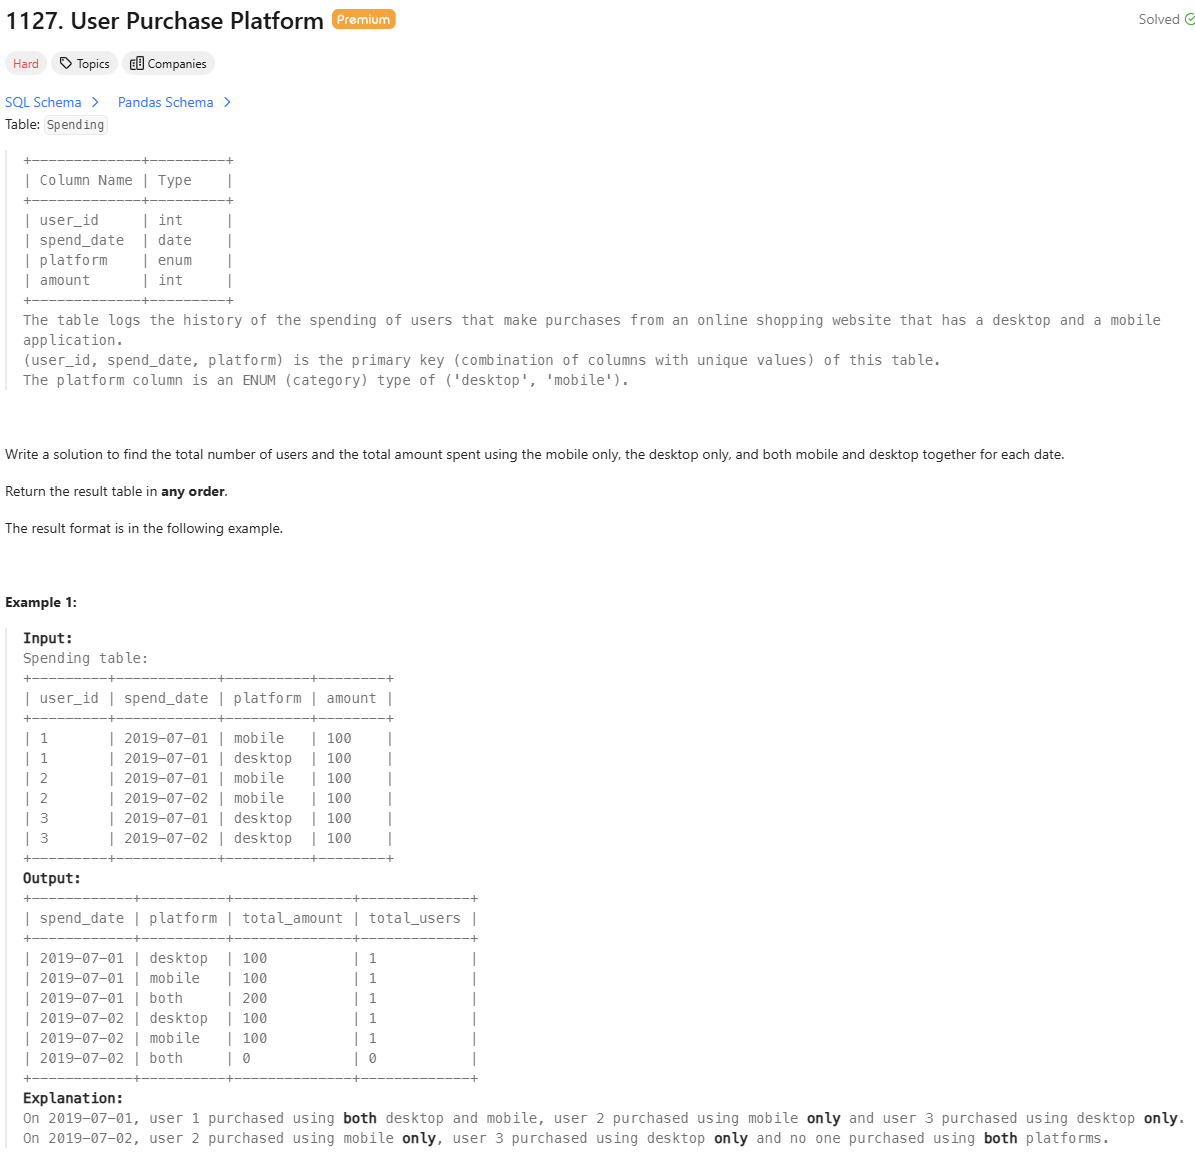 1127. User Purchase Platform Premium Solved
Hard Topics Companies
SQL Schema > Pandas Schema >
Table: Spending
+-------------+---------+
| Column Name | Type    |
+-------------+---------+
| user_id     | int     |
| spend_date  | date    |
| platform    | enum    |
| amount      | int     |
+-------------+---------+
The table logs the history of the spending of users that make purchases from an online shopping website that has a desktop and a mobile
application.
(user_id, spend_date, platform) is the primary key (combination of columns with unique values) of this table.
The platform column is an ENUM (category) type of ('desktop', 'mobile').
Write a solution to find the total number of users and the total amount spent using the mobile only, the desktop only, and both mobile and desktop together for each date.
Return the result table in any order.
The result format is in the following example.
Example 1:
Input:
Spending table:
+---------+------------+----------+--------+
| user_id | spend_date | platform | amount |
+---------+------------+----------+--------+
| 1       | 2019-07-01 | mobile   | 100    |
| 1       | 2019-07-01 | desktop  | 100    |
| 2       | 2019-07-01 | mobile   | 100    |
| 2       | 2019-07-02 | mobile   | 100    |
| 3       | 2019-07-01 | desktop  | 100    |
| 3       | 2019-07-02 | desktop  | 100    |
+---------+------------+----------+--------+
Output:
+------------+----------+--------------+-------------+
| spend_date | platform | total_amount | total_users |
+------------+----------+--------------+-------------+
| 2019-07-01 | desktop  | 100          | 1           |
| 2019-07-01 | mobile   | 100          | 1           |
| 2019-07-01 | both     | 200          | 1           |
| 2019-07-02 | desktop  | 100          | 1           |
| 2019-07-02 | mobile   | 100          | 1           |
| 2019-07-02 | both     | 0            | 0           |
+------------+----------+--------------+-------------+
Explanation:
On 2019-07-01, user 1 purchased using both desktop and mobile, user 2 purchased using mobile only and user 3 purchased using desktop only.
On 2019-07-02, user 2 purchased using mobile only, user 3 purchased using desktop only and no one purchased using both platforms.